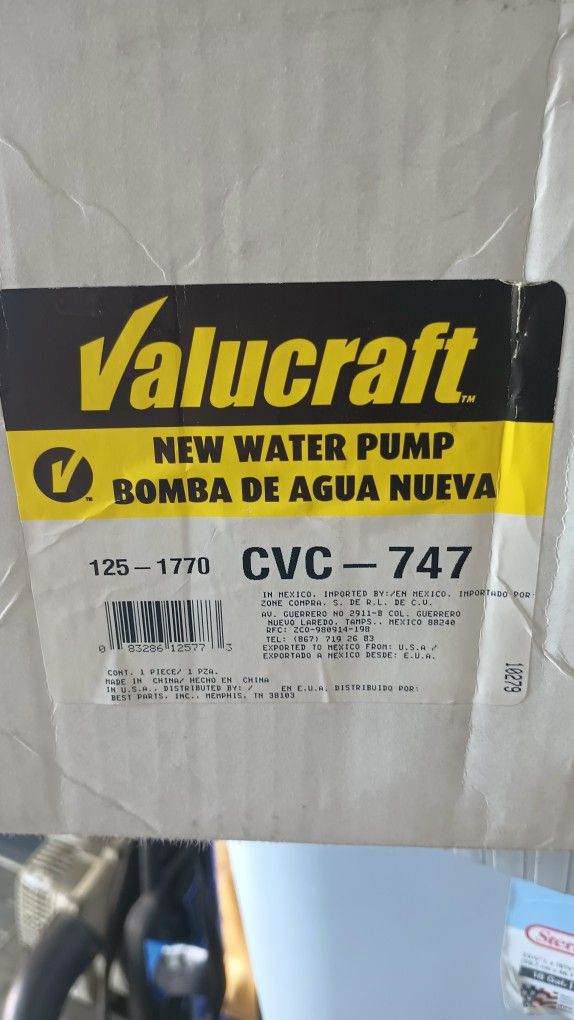 Valucraft™
NEW WATER PUMP
BOMBA DE AGUA NUEVA
125-1770 CVC-747
0 83286 12577 3
IN MEXICO. IMPORTED BY:/EN MEXICO. IMPORTADO POR
ZONE COMPRA. S. DE R.L. DE C.V.
AV. GUERRERO NO 2911-B COL. GUERRERO
NUEVO LAREDO, TAMPS., MEXICO 88240
RFC: ZCO-980914-198
TEL: (867) 719 26 83
EXPORTED TO MEXICO FROM: U.S.A /
EXPORTADO A MEXICO DESDE: E.U.A.
CONT. 1 PIECE/ 1 PZA.
MADE IN CHINA/ HECHO EN CHINA
IN U.S.A., DISTRIBUTED BY: / EN E.U.A. DISTRIBUIDO POR:
BEST PARTS, INC., MEMPHIS, TN 38103
10279